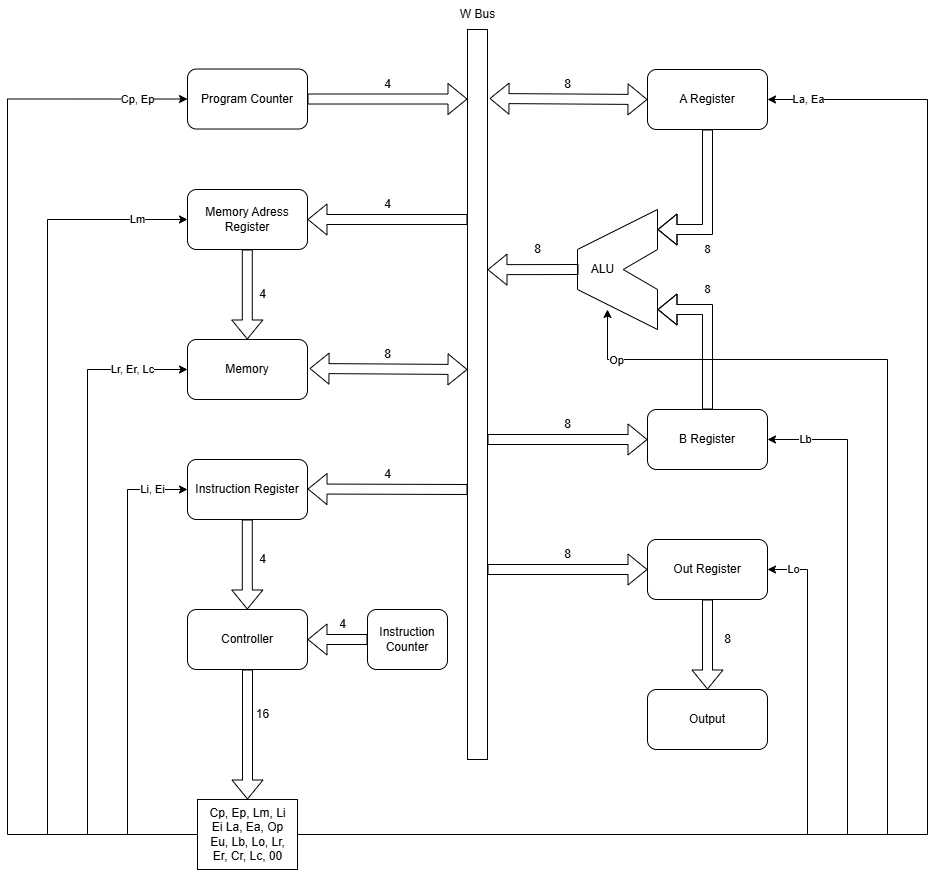 W Bus
Cp, Ep
Program Counter
4
8
A Register
La, Ea
Lm
Memory Adress
Register
4
8
8
ALU
4
8
Lr, Er, Lc
Memory
8
Op
8
B Register
Lb
Li, Ei
Instruction Register
4
4
8
Out Register
Lo
Controller
4
Instruction
Counter
8
16
Output
Cp, Ep, Lm, Li
Ei La, Ea, Op
Eu, Lb, Lo, Lr,
Er, Cr, Lc, 00